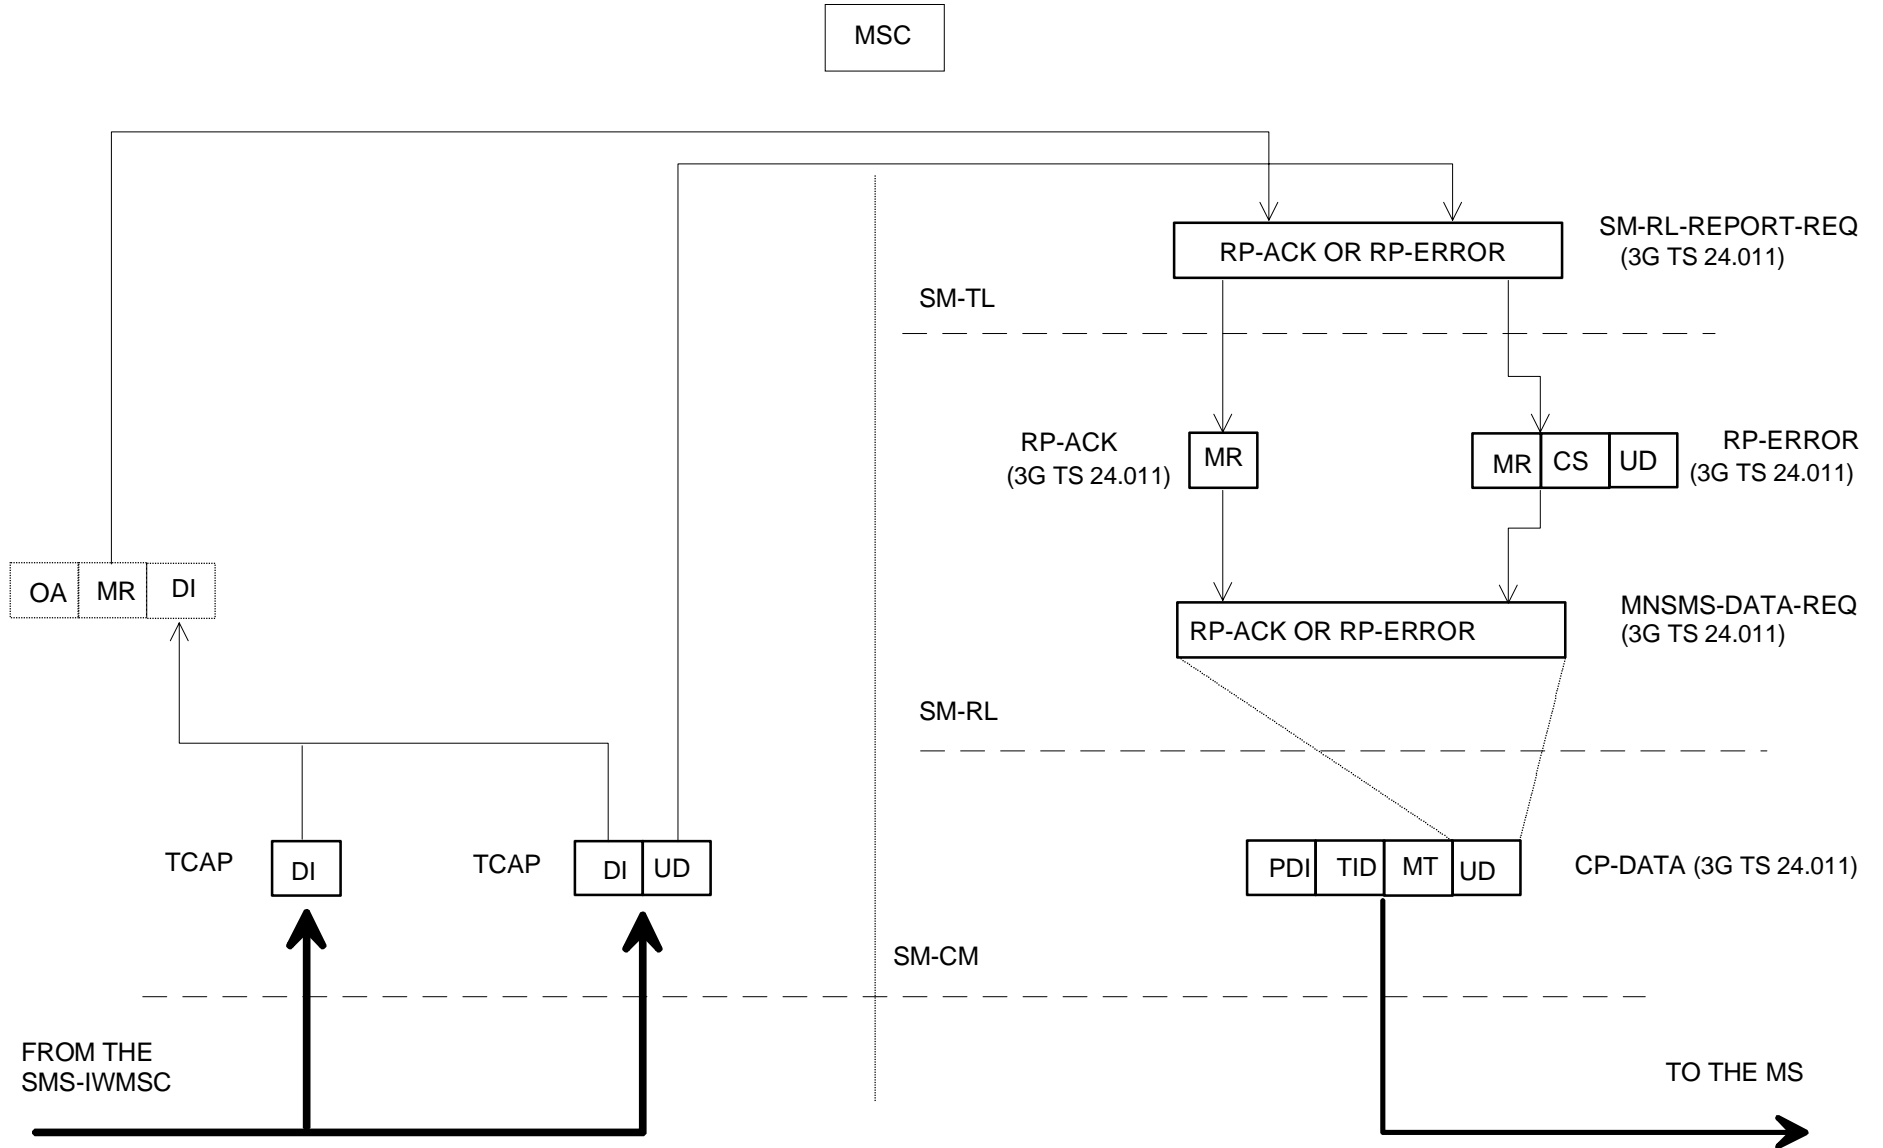 MSC
SM-RL-REPORT-REQ
(3G TS 24.011)
RP-ACK OR RP-ERROR
SM-TL
RP-ACK
(3G TS 24.011)
MR
MR CS UD
RP-ERROR
(3G TS 24.011)
OA MR DI
MNSMS-DATA-REQ
(3G TS 24.011)
RP-ACK OR RP-ERROR
SM-RL
TCAP DI
TCAP DI UD
PDI TID MT UD
CP-DATA (3G TS 24.011)
SM-CM
FROM THE
SMS-IWMSC
TO THE MS